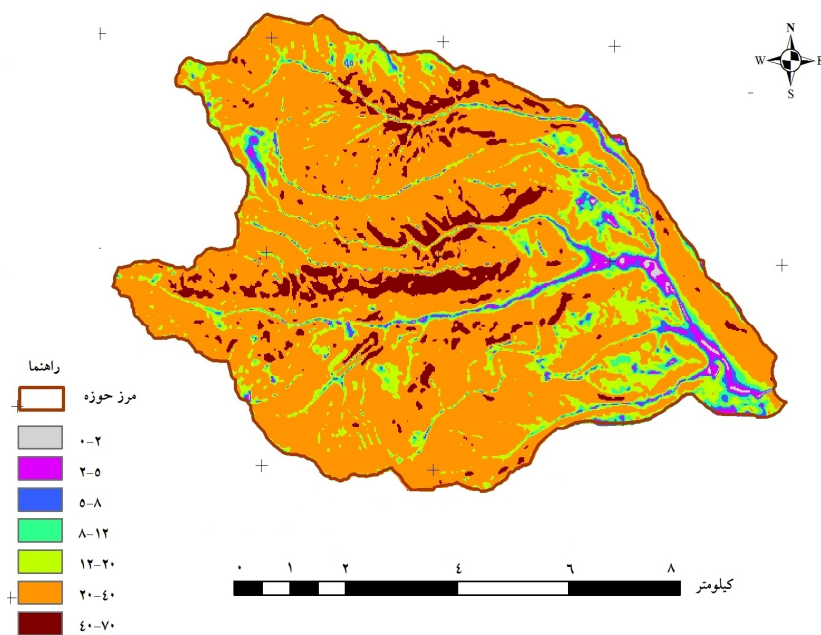 N
W E
S
راهنما
مرز حوزه
۰-۲
۲-۵
۵-۸
۸-۱۲
۱۲-۲۰
۲۰-۴۰
۴۰-۷۰
۰ ۱ ۲ ۴ ۶ ۸
کیلومتر